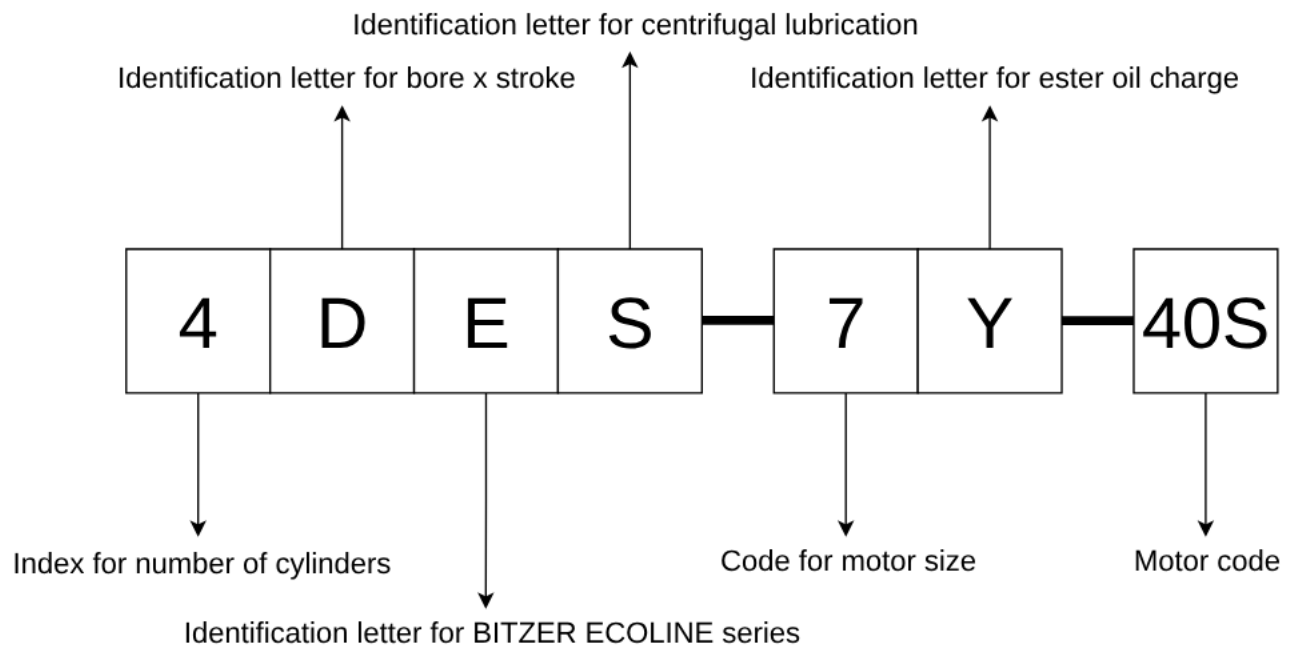 Identification letter for centrifugal lubrication
Identification letter for bore x stroke
Identification letter for ester oil charge
4 D E S 7 Y 40S
Index for number of cylinders
Code for motor size
Motor code
Identification letter for BITZER ECOLINE series